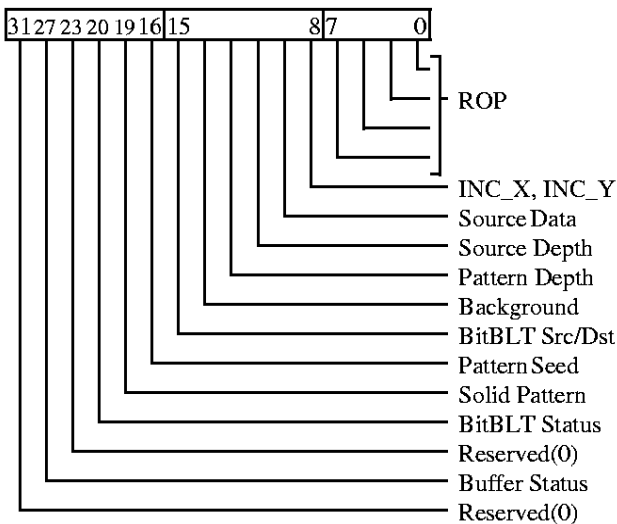 31 27 23 20 19 16 15 8 7 0
ROP
INC_X, INC_Y
Source Data
Source Depth
Pattern Depth
Background
BitBLT Src/Dst
Pattern Seed
Solid Pattern
BitBLT Status
Reserved(0)
Buffer Status
Reserved(0)